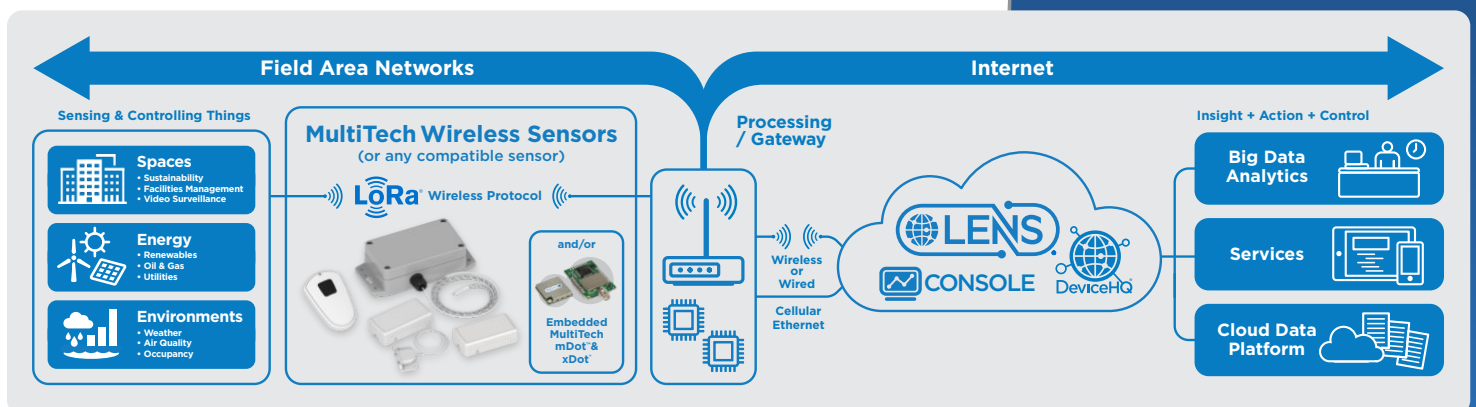 Field Area Networks
Internet
Sensing & Controlling Things
Spaces
• Sustainability
• Facilities Management
• Video Surveillance
Energy
• Renewables
• Oil & Gas
• Utilities
Environments
• Weather
• Air Quality
• Occupancy
MultiTech Wireless Sensors
(or any compatible sensor)
LoRa® Wireless Protocol
and/or
Embedded
MultiTech
mDot™&
xDot®
Processing
/ Gateway
Wireless
or
Wired
Cellular
Ethernet
LENS
CONSOLE
DeviceHQ®
Insight + Action + Control
Big Data
Analytics
Services
Cloud Data
Platform